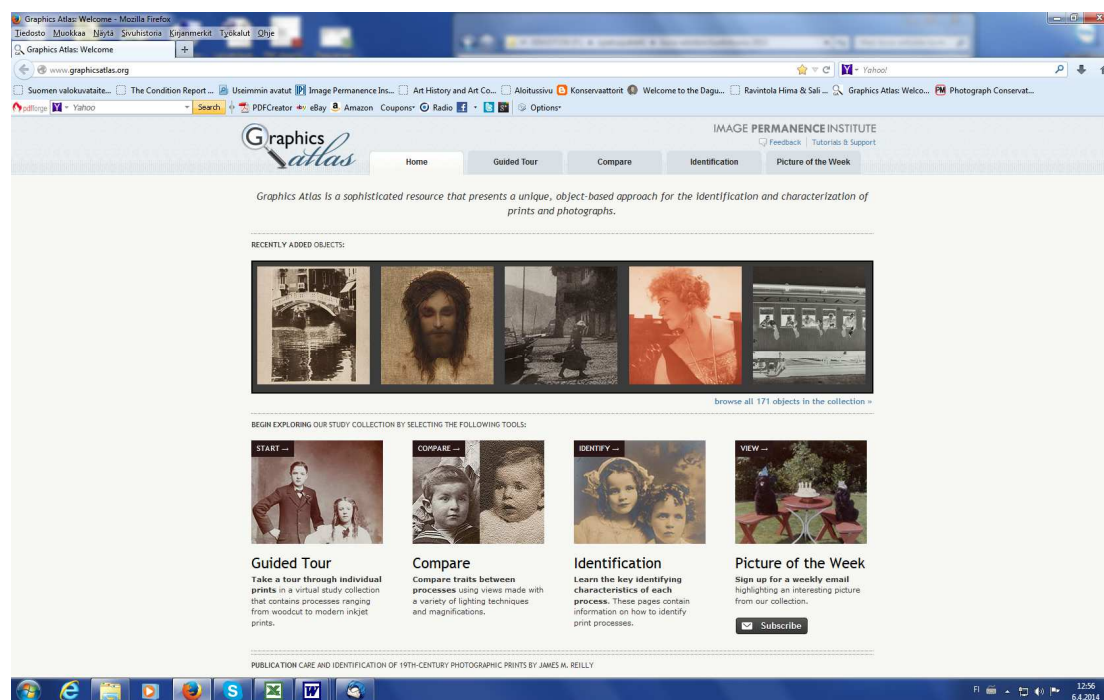 Graphics Atlas: Welcome - Mozilla Firefox
Tiedosto Muokkaa Näytä Sivuhistoria Kirjanmerkit Työkalut Ohje
Graphics Atlas: Welcome +
www.graphicsatlas.org Yahoo!
Suomen valokuvataite... The Condition Report ... Useimmin avatut Image Permanence Ins... Art History and Art Co... Aloitussivu Konservaattorit Welcome to the Dagu... Ravintola Hima & Sali ... Graphics Atlas: Welco... Photograph Conservat...
pdfforge Yahoo Search PDFCreator eBay Amazon Coupons Radio Options
Graphics atlas
IMAGE PERMANENCE INSTITUTE
Feedback | Tutorials & Support
Home Guided Tour Compare Identification Picture of the Week
Graphics Atlas is a sophisticated resource that presents a unique, object-based approach for the identification and characterization of
prints and photographs.
RECENTLY ADDED OBJECTS:
browse all 171 objects in the collection »
BEGIN EXPLORING OUR STUDY COLLECTION BY SELECTING THE FOLLOWING TOOLS:
START →
COMPARE →
IDENTIFY →
VIEW →
Guided Tour
Take a tour through individual
prints in a virtual study collection
that contains processes ranging
from woodcut to modern inkjet
prints.
Compare
Compare traits between
processes using views made with
a variety of lighting techniques
and magnifications.
Identification
Learn the key identifying
characteristics of each
process. These pages contain
information on how to identify
print processes.
Picture of the Week
Sign up for a weekly email
highlighting an interesting picture
from our collection.
Subscribe
PUBLICATION CARE AND IDENTIFICATION OF 19TH-CENTURY PHOTOGRAPHIC PRINTS BY JAMES M. REILLY
FI 12:56
6.4.2014